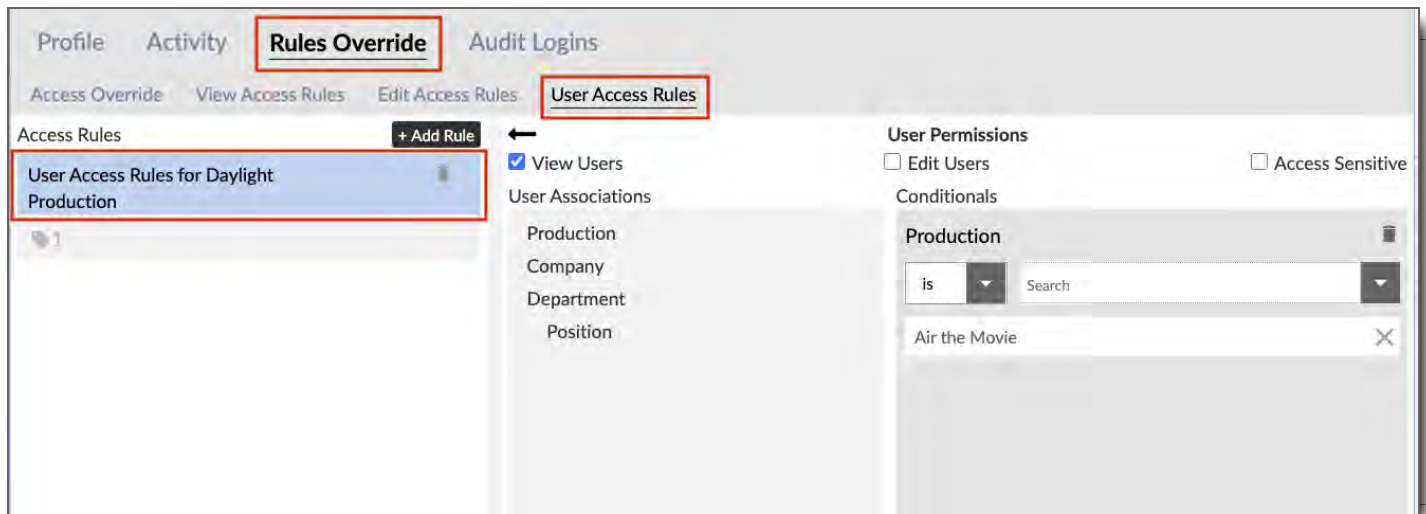 Profile Activity Rules Override Audit Logins
Access Override View Access Rules Edit Access Rules User Access Rules
Access Rules + Add Rule
User Access Rules for Daylight
Production
1
View Users
User Associations
Production
Company
Department
Position
User Permissions
Edit Users Access Sensitive
Conditionals
Production
is Search
Air the Movie